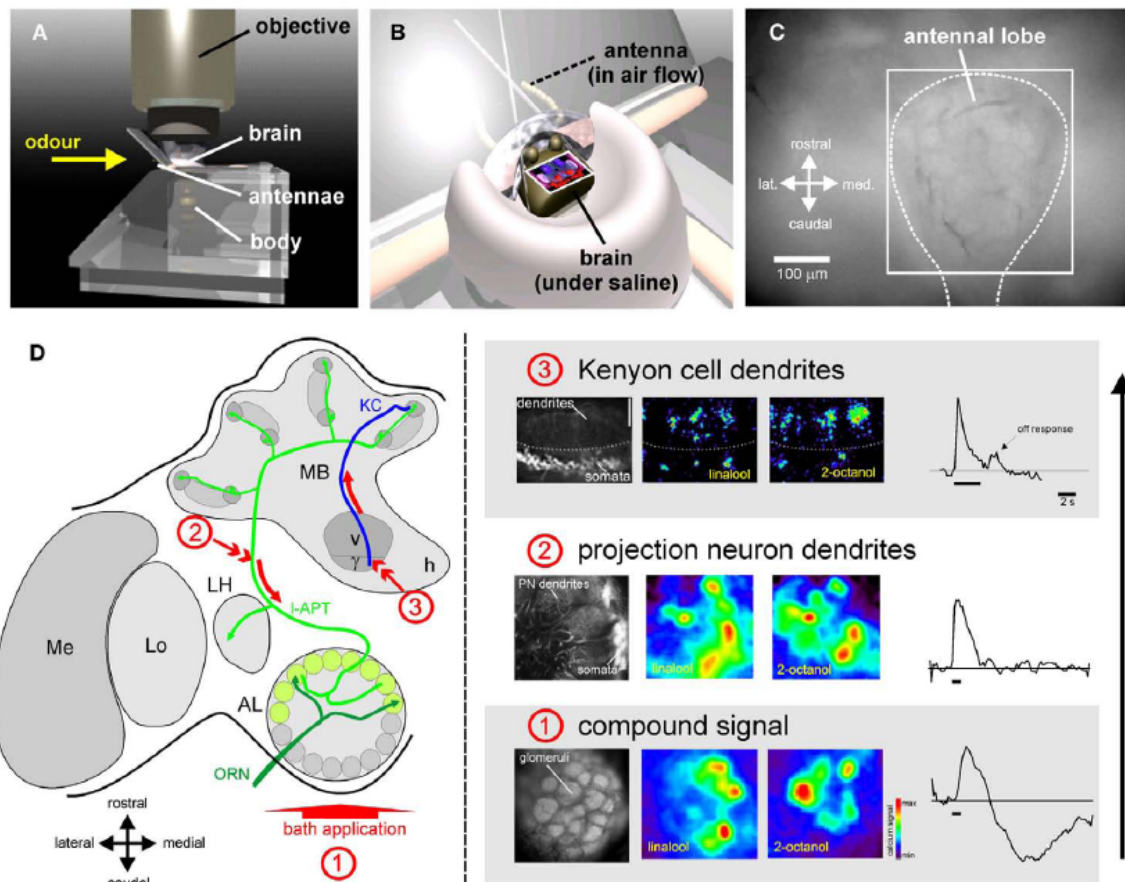 A
objective
odour
brain
antennae
body
B
antenna
(in air flow)
brain
(under saline)
C
antennal lobe
rostral
lat.
med.
caudal
100 µm
D
KC
MB
2
v
γ
h
3
LH
l-APT
Me
Lo
AL
ORN
rostral
lateral
medial
caudal
bath application
1
3 Kenyon cell dendrites
dendrites
somata
linalool
2-octanol
off response
2 s
2 projection neuron dendrites
PN dendrites
somata
linalool
2-octanol
1 compound signal
glomeruli
linalool
2-octanol
calcium signal
max
min